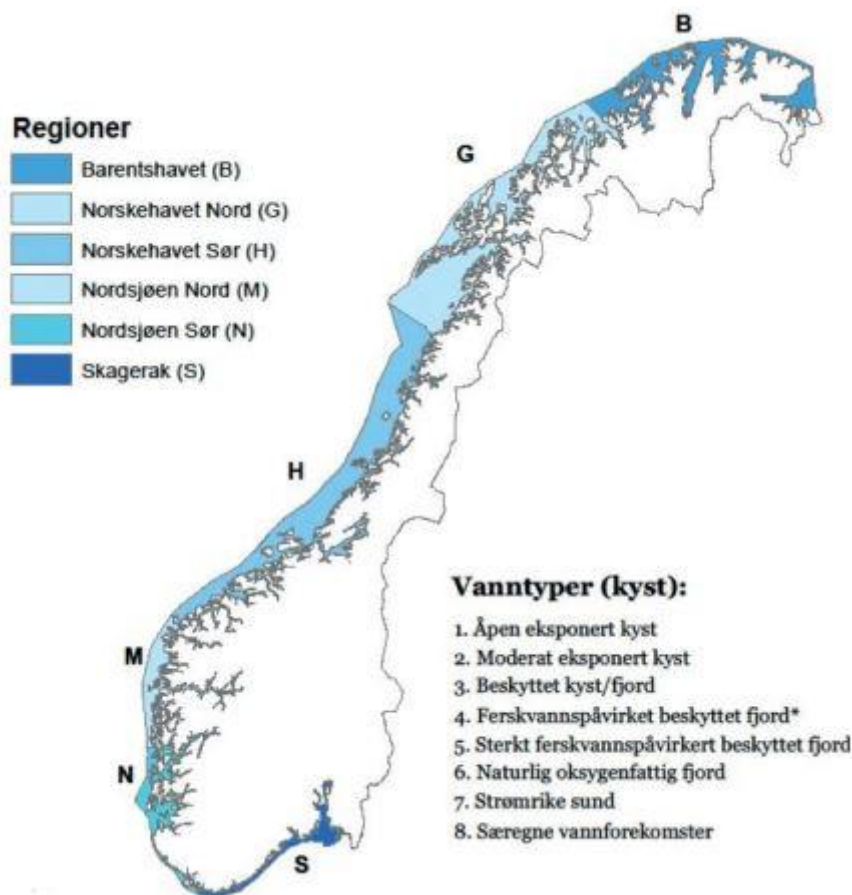 B
Regioner
Barentshavet (B)
Norskehavet Nord (G)
Norskehavet Sør (H)
Nordsjøen Nord (M)
Nordsjøen Sør (N)
Skagerak (S)
G
H
M
N
S
Vanntyper (kyst):
1. Åpen eksponert kyst
2. Moderat eksponert kyst
3. Beskyttet kyst/fjord
4. Ferskvannspåvirket beskyttet fjord*
5. Sterkt ferskvannspåvirkert beskyttet fjord
6. Naturlig oksygenfattig fjord
7. Strømrike sund
8. Særegne vannforekomster